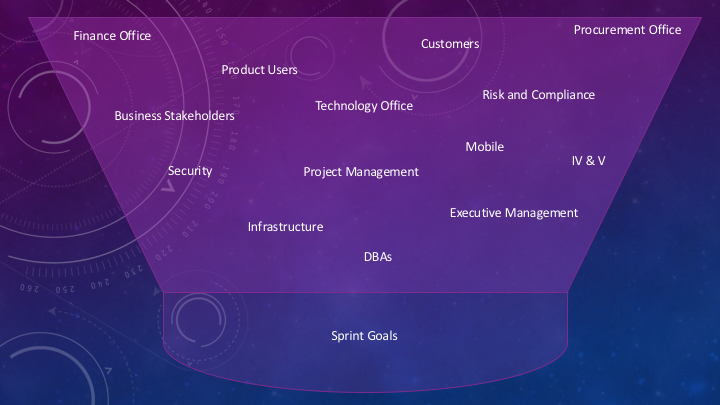 Finance Office
Procurement Office
Customers
Product Users
Risk and Compliance
Technology Office
Business Stakeholders
Mobile
IV & V
Security
Project Management
Executive Management
Infrastructure
DBAs
Sprint Goals